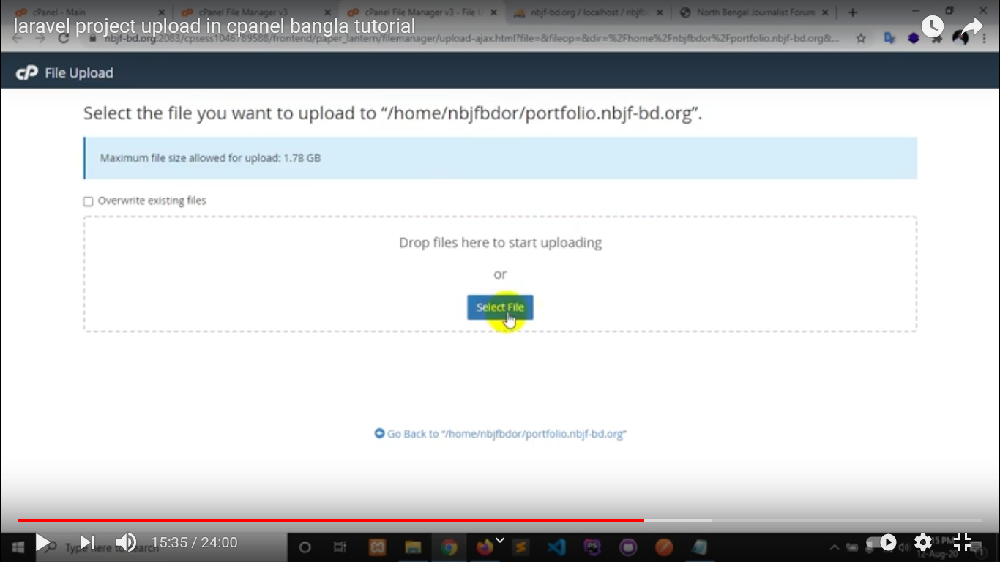 cPanel - Main
cPanel File Manager v3
cPanel File Manager v3 - File U
nbjf-bd.org / localhost / nbjfb
North Bengal Journalist Forum
laravel project upload in cpanel bangla tutorial
nbjf-bd.org:2083/cpsess1046789588/frontend/paper_lantern/filemanager/upload-ajax.html?file=&fileop=&dir=%2Fhome%2Fnbjfbdor%2Fportfolio.nbjf-bd.org&...
cP File Upload
Select the file you want to upload to “/home/nbjfbdor/portfolio.nbjf-bd.org”.
Maximum file size allowed for upload: 1.78 GB
Overwrite existing files
Drop files here to start uploading
or
Select File
Go Back to “/home/nbjfbdor/portfolio.nbjf-bd.org”
Type here to search
15:35 / 24:00
PS
12-Aug-20